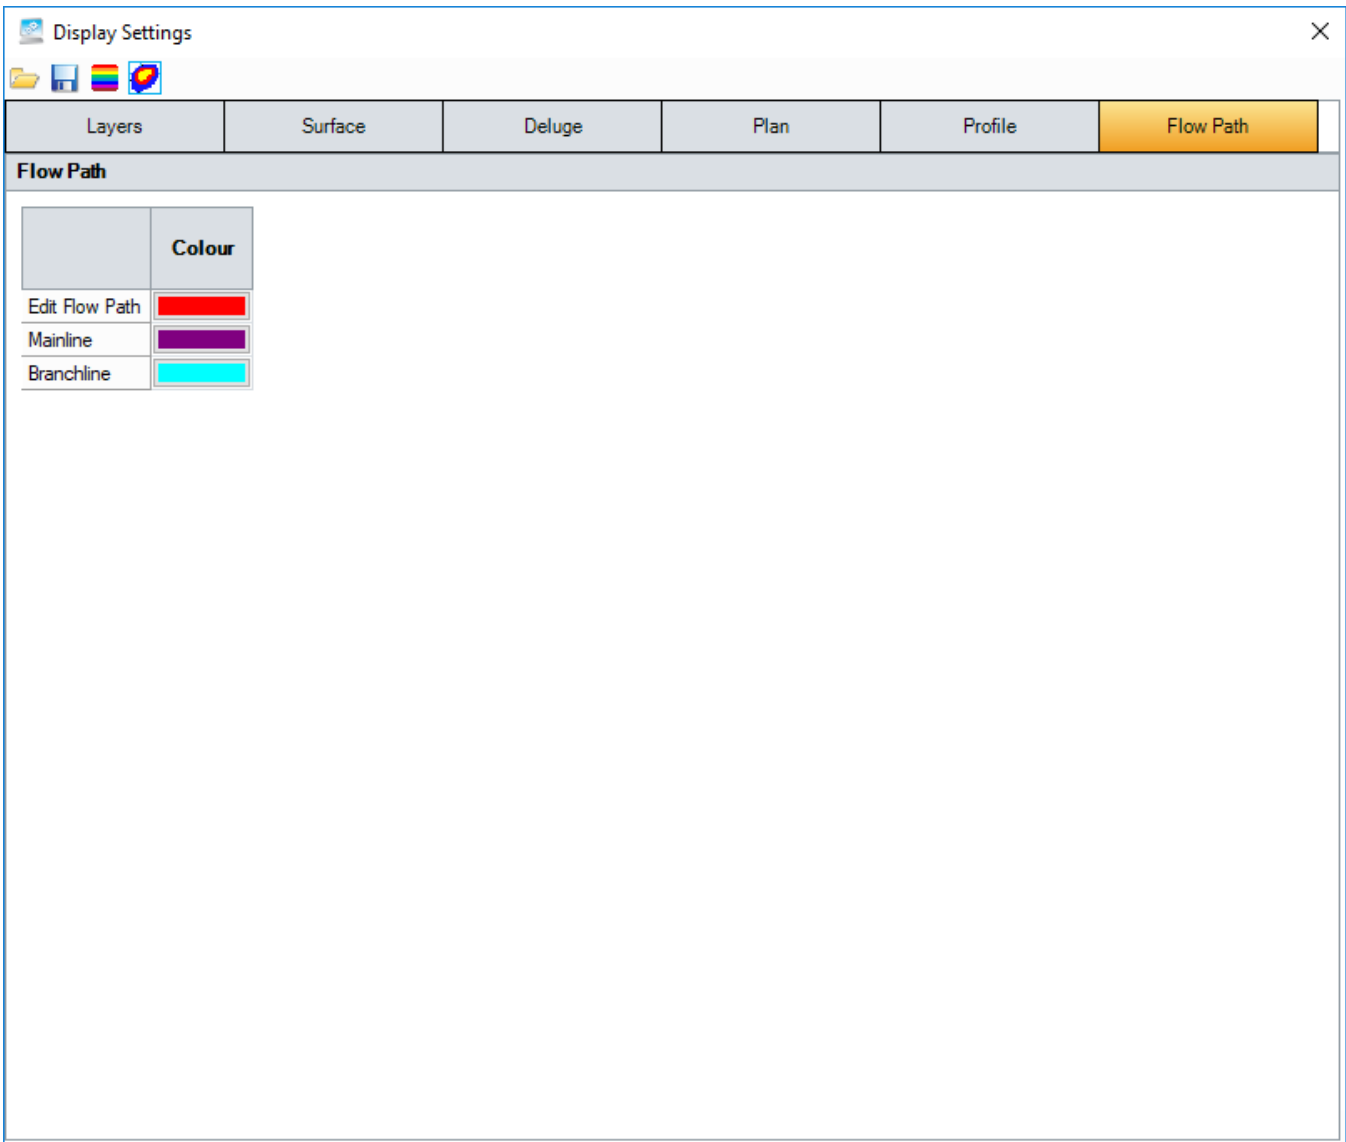 Display Settings
Layers Surface Deluge Plan Profile Flow Path
Flow Path
Colour
Edit Flow Path
Mainline
Branchline